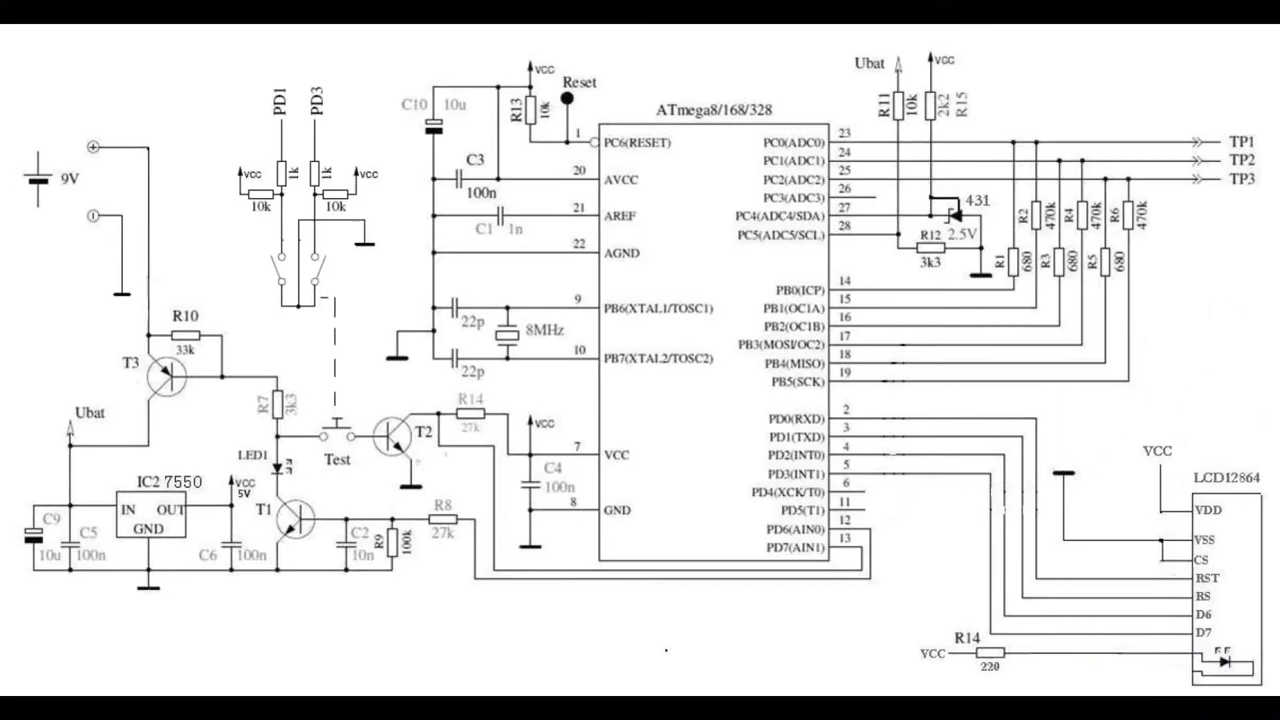 9V
PD1
PD3
VCC
1k
1k
VCC
10k
10k
R10
33k
T3
Ubat
R7
3k3
LED1
Test
T2
IC2 7550
VCC
5V
IN
OUT
GND
C9
10u
C5
100n
C6
100n
T1
C2
10n
R9
100k
R8
27k
R14
27k
C10
10u
VCC
R13
10k
Reset
C3
100n
C1
1n
22p
8MHz
22p
VCC
C4
100n
ATmega8/168/328
1
PC6(RESET)
20
AVCC
21
AREF
22
AGND
9
PB6(XTAL1/TOSC1)
10
PB7(XTAL2/TOSC2)
7
VCC
8
GND
PC0(ADC0)
23
PC1(ADC1)
24
PC2(ADC2)
25
PC3(ADC3)
26
PC4(ADC4/SDA)
27
PC5(ADC5/SCL)
28
PB0(ICP)
14
PB1(OC1A)
15
PB2(OC1B)
16
PB3(MOSI/OC2)
17
PB4(MISO)
18
PB5(SCK)
19
PD0(RXD)
2
PD1(TXD)
3
PD2(INT0)
4
PD3(INT1)
5
PD4(XCK/T0)
6
PD5(T1)
11
PD6(AIN0)
12
PD7(AIN1)
13
Ubat
VCC
R11
10k
2k2
R15
431
2.5V
R12
3k3
R1
680
R2
470k
R3
680
R4
470k
R5
680
R6
470k
TP1
TP2
TP3
VCC
LCD12864
VDD
VSS
CS
RST
RS
D6
D7
R14
VCC
220